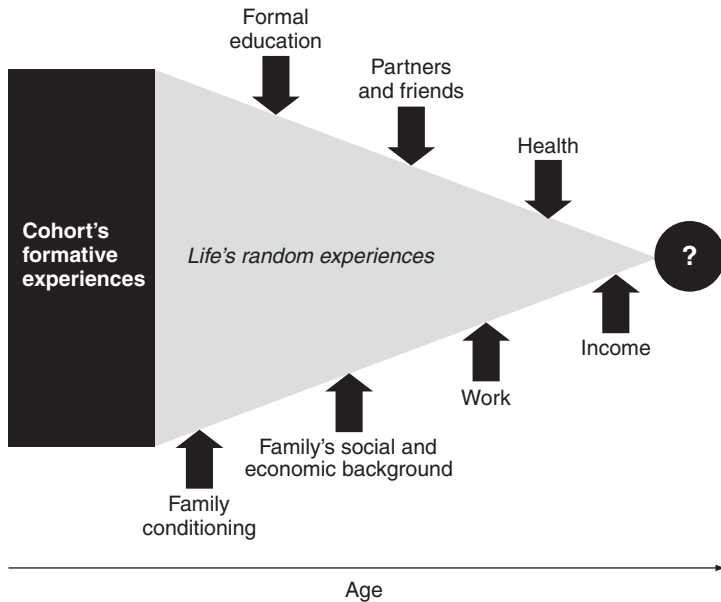 Formal
education
Partners
and friends
Health
Cohort's
formative
experiences
Life's random experiences
?
Income
Work
Family's social and
economic background
Family
conditioning
Age